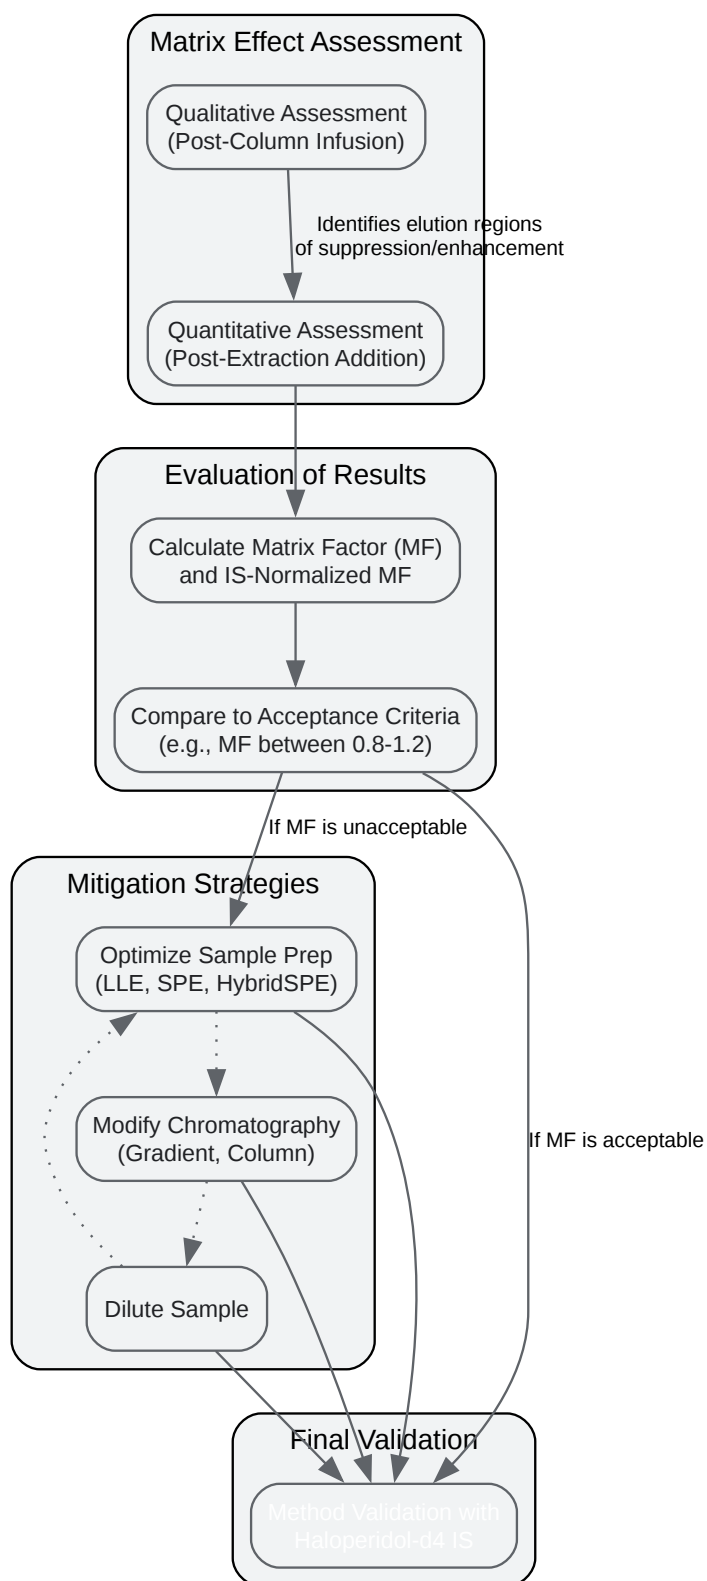 Matrix Effect Assessment
Qualitative Assessment
(Post-Column Infusion)
Identifies elution regions
of suppression/enhancement
Quantitative Assessment
(Post-Extraction Addition)
Evaluation of Results
Calculate Matrix Factor (MF)
and IS-Normalized MF
Compare to Acceptance Criteria
(e.g., MF between 0.8-1.2)
If MF is unacceptable
Mitigation Strategies
Optimize Sample Prep
(LLE, SPE, HybridSPE)
Modify Chromatography
(Gradient, Column)
If MF is acceptable
Dilute Sample
Final Validation
Method Validation with
Haloperidol-d4 IS